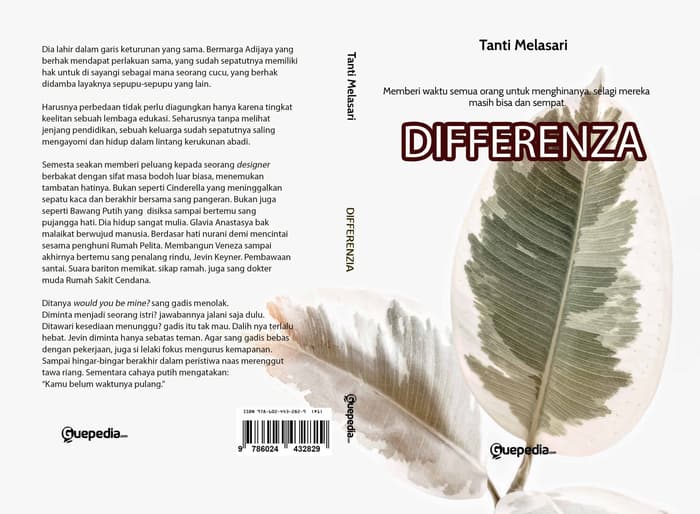 Dia lahir dalam garis keturunan yang sama. Bermarga Adijaya yang
berhak mendapat perlakuan sama, yang sudah sepatutnya memiliki
hak untuk di sayangi sebagai mana seorang cucu, yang berhak
didamba layaknya sepupu-sepupu yang lain.
Harusnya perbedaan tidak perlu diagungkan hanya karena tingkat
keelitan sebuah lembaga edukasi. Seharusnya tanpa melihat
jenjang pendidikan, sebuah keluarga sudah sepatutnya saling
mengayomi dan hidup dalam lintang kerukunan abadi.
Semesta seakan memberi peluang kepada seorang designer
berbakat dengan sifat masa bodoh luar biasa, menemukan
tambatan hatinya. Bukan seperti Cinderella yang meninggalkan
sepatu kaca dan berakhir bersama sang pangeran. Bukan juga
seperti Bawang Putih yang disiksa sampai bertemu sang
pujangga hati. Dia hidup sangat mulia. Glavia Anastasya bak
malaikat berwujud manusia. Berdasar hati nurani demi mencintai
sesama penghuni Rumah Pelita. Membangun Veneza sampai
akhirnya bertemu sang penalang rindu, Jevin Keyner. Pembawaan
santai. Suara bariton memikat. sikap ramah. juga sang dokter
muda Rumah Sakit Cendana.
Ditanya would you be mine? sang gadis menolak.
Diminta menjadi seorang istri? jawabannya jalani saja dulu.
Ditawari kesediaan menunggu? gadis itu tak mau. Dalih nya terlalu
hebat. Jevin diminta hanya sebatas teman. Agar sang gadis bebas
dengan pekerjaan, juga si lelaki fokus mengurus kemapanan.
Sampai hingar-bingar berakhir dalam peristiwa naas merenggut
tawa riang. Sementara cahaya putih mengatakan:
“Kamu belum waktunya pulang.”
Guepedia.com
ISBN 978-602-443-282-9 (Y6)
9 786024 432829
Tanti Melasari
DIFFERENZIA
Guepedia.com
Tanti Melasari
Memberi waktu semua orang untuk menghinanya. selagi mereka
masih bisa dan sempat.
DIFFERENZA
Guepedia.com